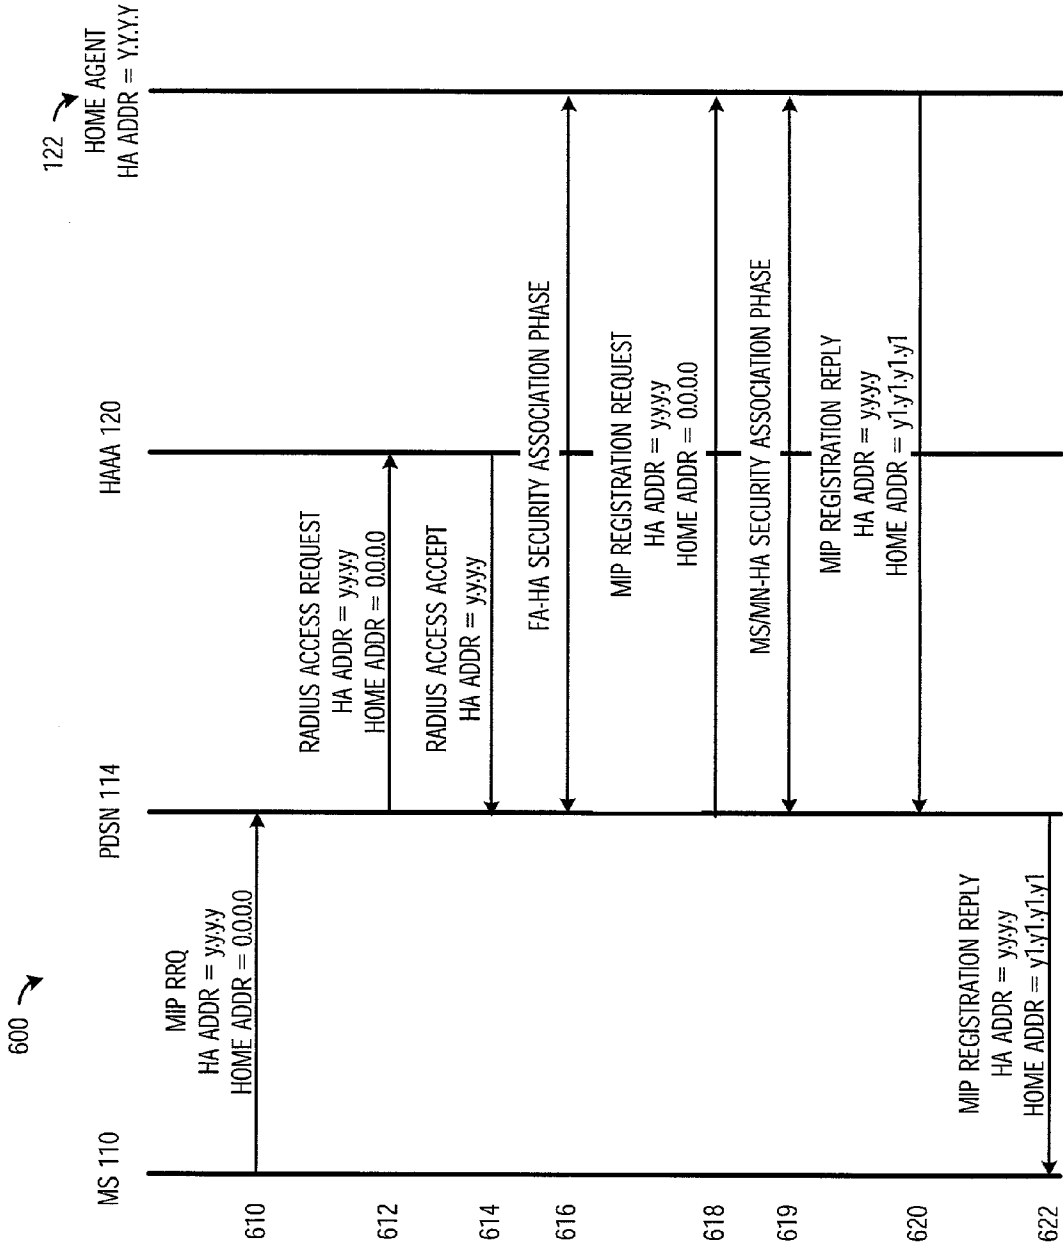 600
MS 110
PDSN 114
HAAA 120
122
HOME AGENT
HA ADDR = Y.Y.Y.Y
610
MIP RRQ
HA ADDR = y.y.y.y
HOME ADDR = 0.0.0.0
612
RADIUS ACCESS REQUEST
HA ADDR = y.y.y.y
HOME ADDR = 0.0.0.0
614
RADIUS ACCESS ACCEPT
HA ADDR = y.y.y.y
616
FA-HA SECURITY ASSOCIATION PHASE
618
MIP REGISTRATION REQUEST
HA ADDR = y.y.y.y
HOME ADDR = 0.0.0.0
619
MS/MN-HA SECURITY ASSOCIATION PHASE
620
MIP REGISTRATION REPLY
HA ADDR = y.y.y.y
HOME ADDR = y1.y1.y1.y1
622
MIP REGISTRATION REPLY
HA ADDR = y.y.y.y
HOME ADDR = y1.y1.y1.y1